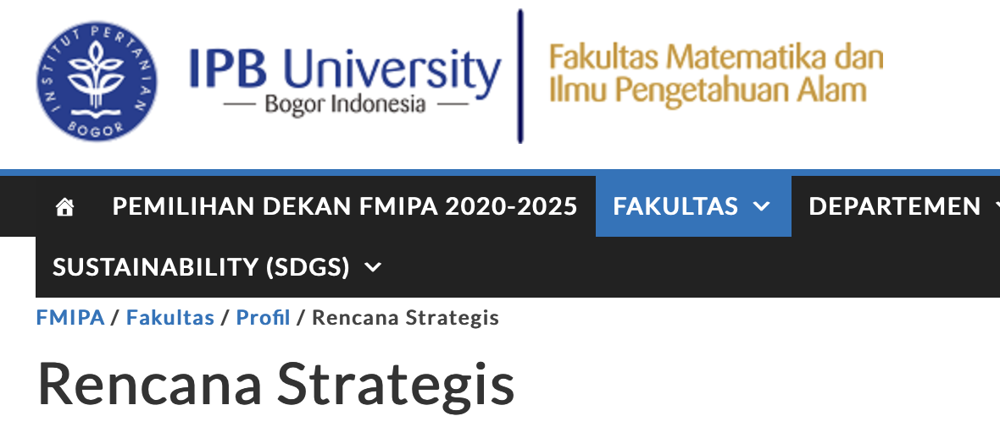 INSTITUT PERTANIAN BOGOR
IPB University
Bogor Indonesia
Fakultas Matematika dan
Ilmu Pengetahuan Alam
PEMILIHAN DEKAN FMIPA 2020-2025 FAKULTAS DEPARTEMEN
SUSTAINABILITY (SDGS)
FMIPA / Fakultas / Profil / Rencana Strategis
Rencana Strategis